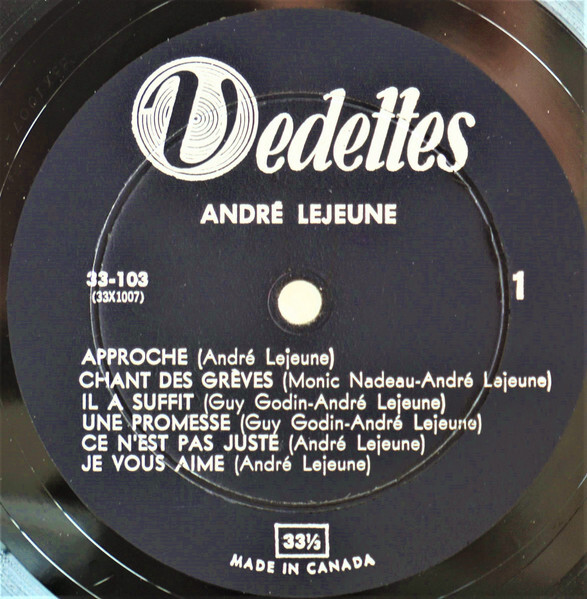 Vedettes
ANDRÉ LEJEUNE
33-103
(33X1007)
1
APPROCHE (André Lejeune)
CHANT DES GRÈVES (Monic Nadeau-André Lejeune)
IL A SUFFIT (Guy Godin-André Lejeune)
UNE PROMESSE (Guy Godin-André Lejeune)
CE N'EST PAS JUSTE (André Lejeune)
JE VOUS AIME (André Lejeune)
33⅓
MADE IN CANADA